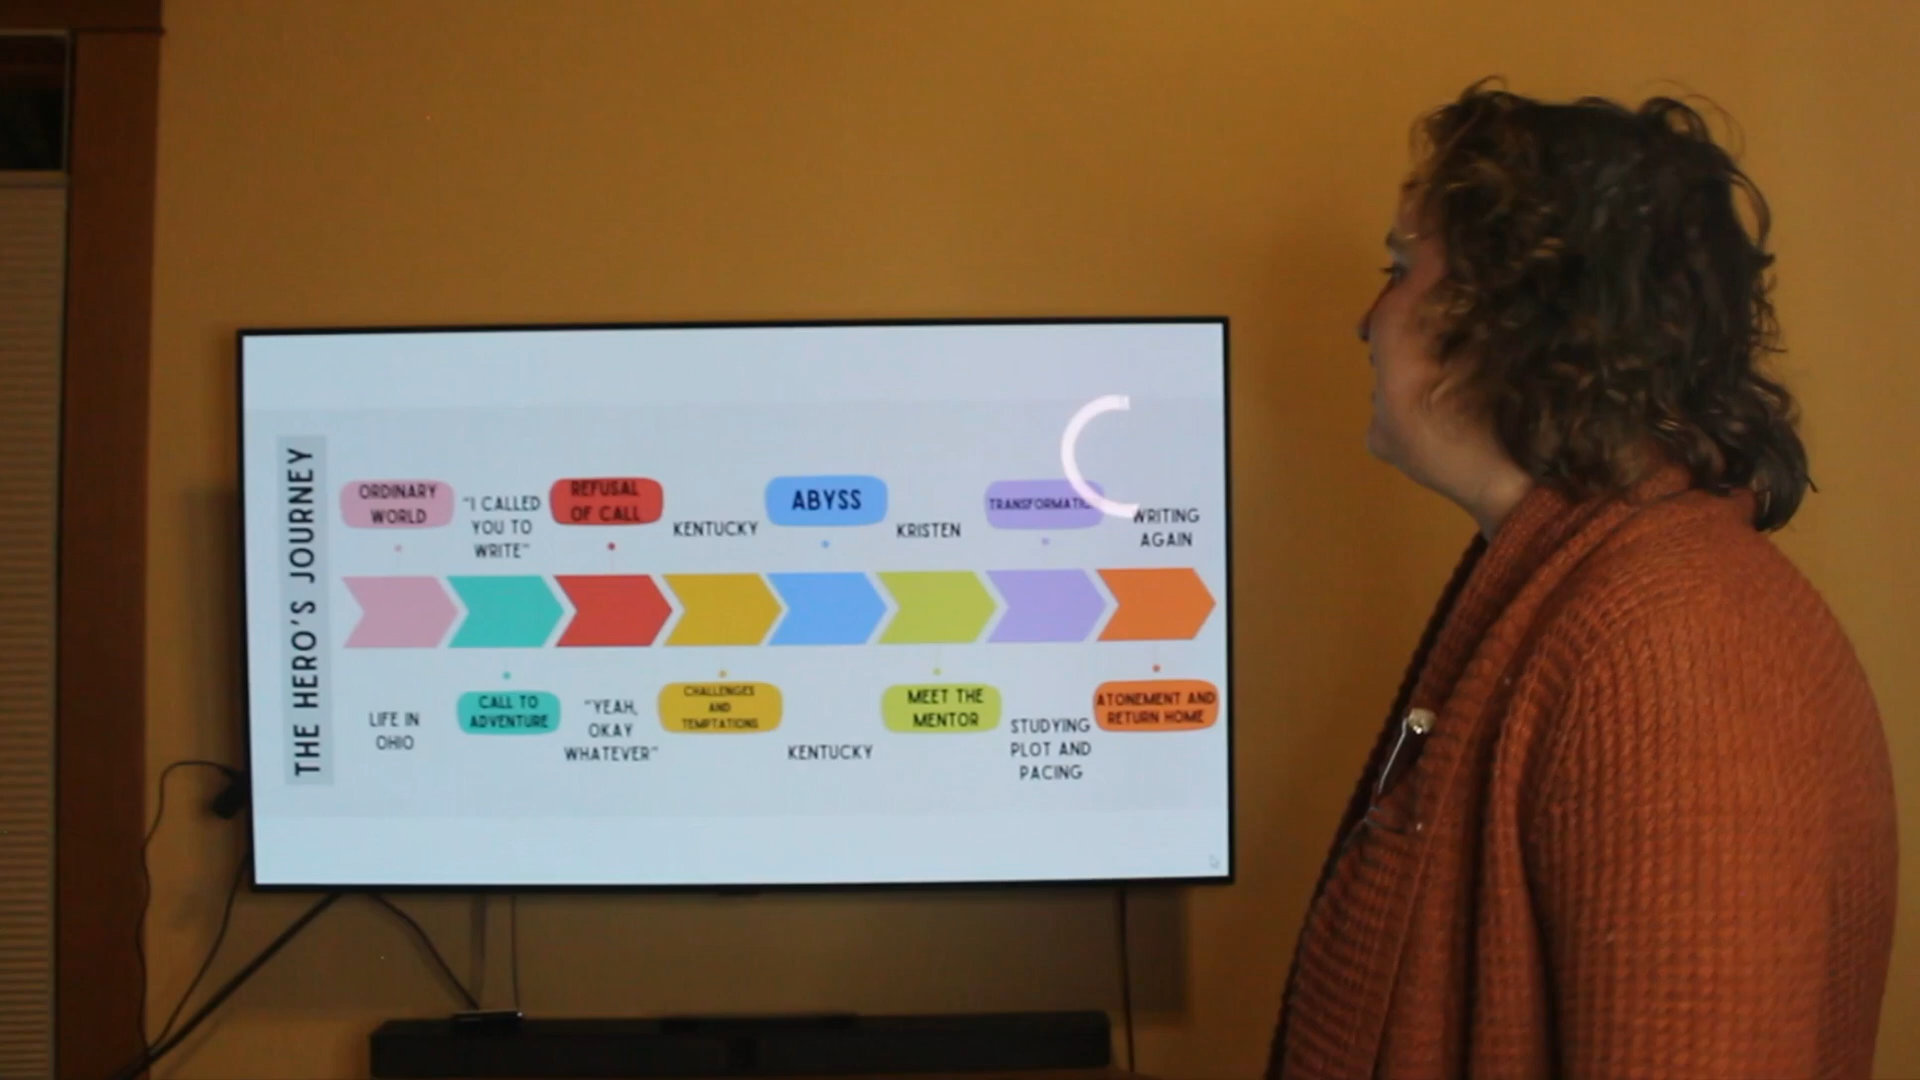 THE HERO'S JOURNEY
ORDINARY
WORLD
LIFE IN
OHIO
"I CALLED
YOU TO
WRITE"
CALL TO
ADVENTURE
REFUSAL
OF CALL
"YEAH,
OKAY
WHATEVER"
KENTUCKY
CHALLENGES
AND
TEMPTATIONS
ABYSS
KENTUCKY
KRISTEN
MEET THE
MENTOR
TRANSFORMATIO
STUDYING
PLOT AND
PACING
WRITING
AGAIN
ATONEMENT AND
RETURN HOME